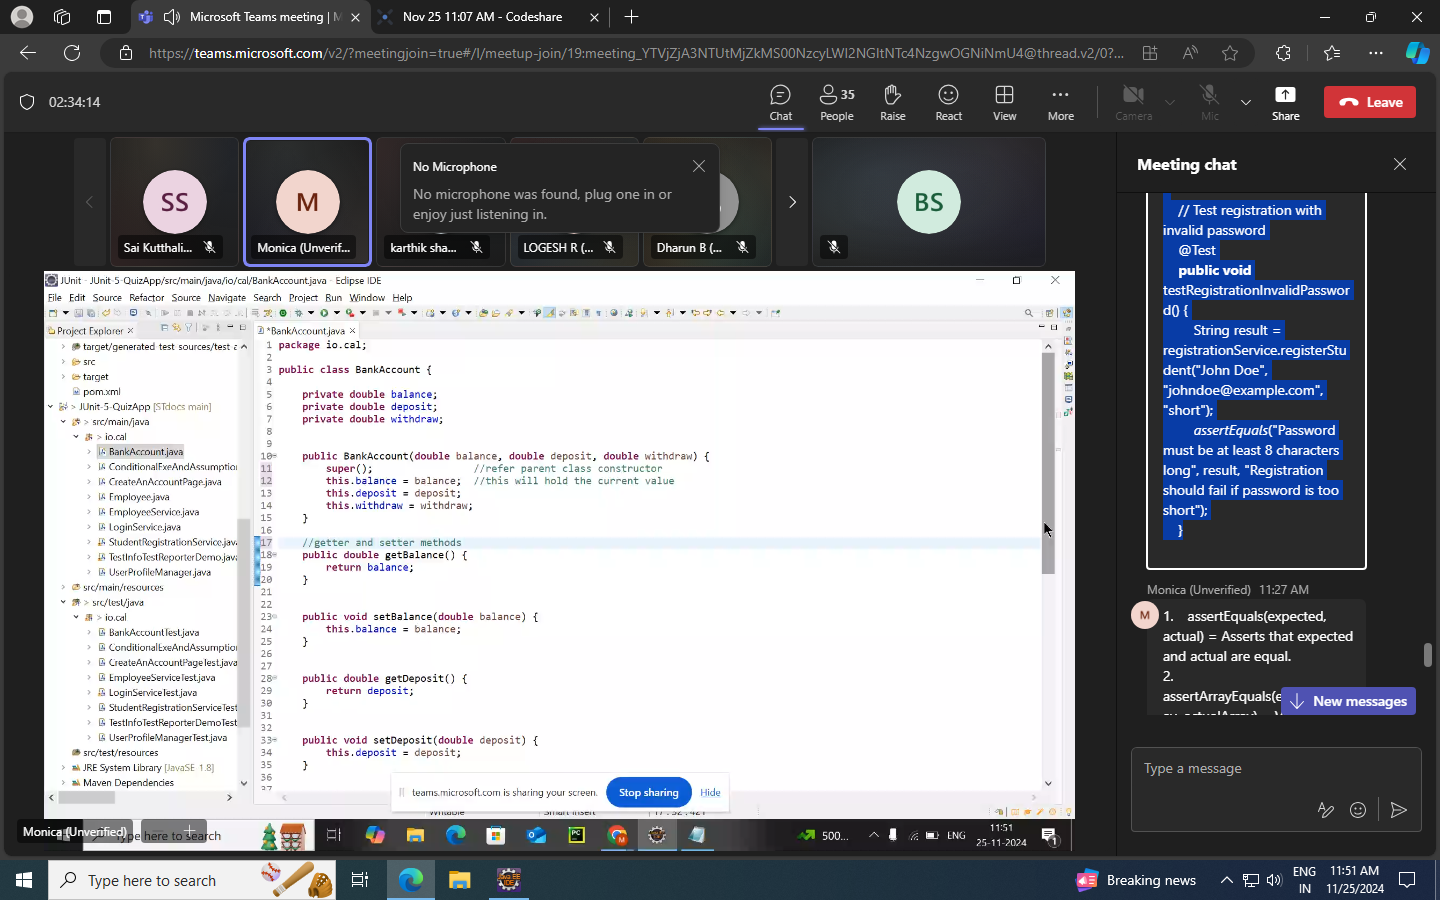 Microsoft Teams meeting | M
Nov 25 11:07 AM - Codeshare
https://teams.microsoft.com/v2/?meetingjoin=true#/l/meetup-join/19:meeting_YTVjZjA3NTUtMjZkMS00NzcyLWI2NGItNTc4NzgwOGNiNmU4@thread.v2/0?...
02:34:14
Chat
35
People
Raise
React
View
More
Camera
Mic
Share
Leave
SS
Sai Kutthali...
M
Monica (Unverif...
karthik sha...
LOGESH R (...
Dharun B (...
BS
No Microphone
No microphone was found, plug one in or
enjoy just listening in.
JUnit - JUnit-5-QuizApp/src/main/java/io/cal/BankAccount.java - Eclipse IDE
File Edit Source Refactor Source Navigate Search Project Run Window Help
Project Explorer
target/generated-test-sources/test-a
src
target
pom.xml
> JUnit-5-QuizApp [STdocs main]
> src/main/java
> io.cal
BankAccount.java
ConditionalExeAndAssumptio
CreateAnAccountPage.java
Employee.java
EmployeeService.java
LoginService.java
StudentRegistrationService.java
TestInfoTestReporterDemo.java
UserProfileManager.java
src/main/resources
> src/test/java
> io.cal
BankAccountTest.java
ConditionalExeAndAssumptio
CreateAnAccountPageTest.java
EmployeeServiceTest.java
LoginServiceTest.java
StudentRegistrationServiceTest
TestInfoTestReporterDemoTest
UserProfileManagerTest.java
src/test/resources
JRE System Library [JavaSE-1.8]
Maven Dependencies
*BankAccount.java
1 package io.cal;
2
3 public class BankAccount {
4
5 private double balance;
6 private double deposit;
7 private double withdraw;
8
9
10 public BankAccount(double balance, double deposit, double withdraw) {
11 super(); //refer parent class constructor
12 this.balance = balance; //this will hold the current value
13 this.deposit = deposit;
14 this.withdraw = withdraw;
15 }
16
17 //getter and setter methods
18 public double getBalance() {
19 return balance;
20 }
21
22
23 public void setBalance(double balance) {
24 this.balance = balance;
25 }
26
27
28 public double getDeposit() {
29 return deposit;
30 }
31
32
33 public void setDeposit(double deposit) {
34 this.deposit = deposit;
35 }
36
37
teams.microsoft.com is sharing your screen.
Stop sharing
Hide
Writable
Smart Insert
17 : 32 : 421
Monica (Unverified)
Type here to search
500...
ENG
11:51
25-11-2024
1
Meeting chat
// Test registration with
invalid password
@Test
public void
testRegistrationInvalidPasswor
d() {
String result =
registrationService.registerStu
dent("John Doe",
"johndoe@example.com",
"short");
assertEquals("Password
must be at least 8 characters
long", result, "Registration
should fail if password is too
short");
}
Monica (Unverified) 11:27 AM
M
1. assertEquals(expected,
actual) = Asserts that expected
and actual are equal.
2.
assertArrayEquals(e
New messages
Type a message
Type here to search
Breaking news
ENG
IN
11:51 AM
11/25/2024